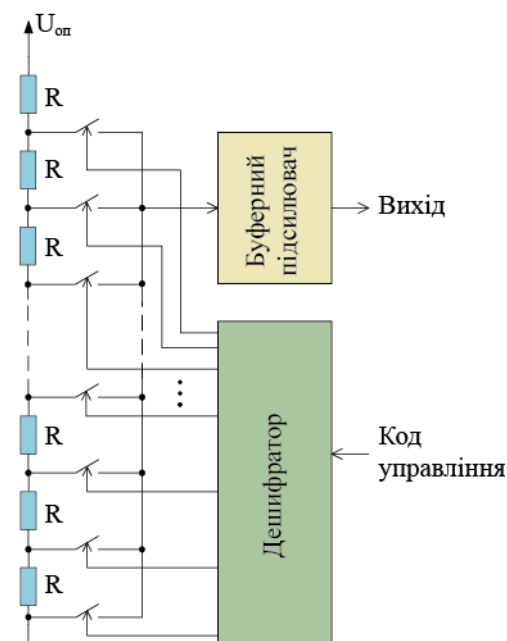 Uоп
R
R
R
Буферний
підсилювач
Вихід
...
R
R
R
Дешифратор
Код
управління